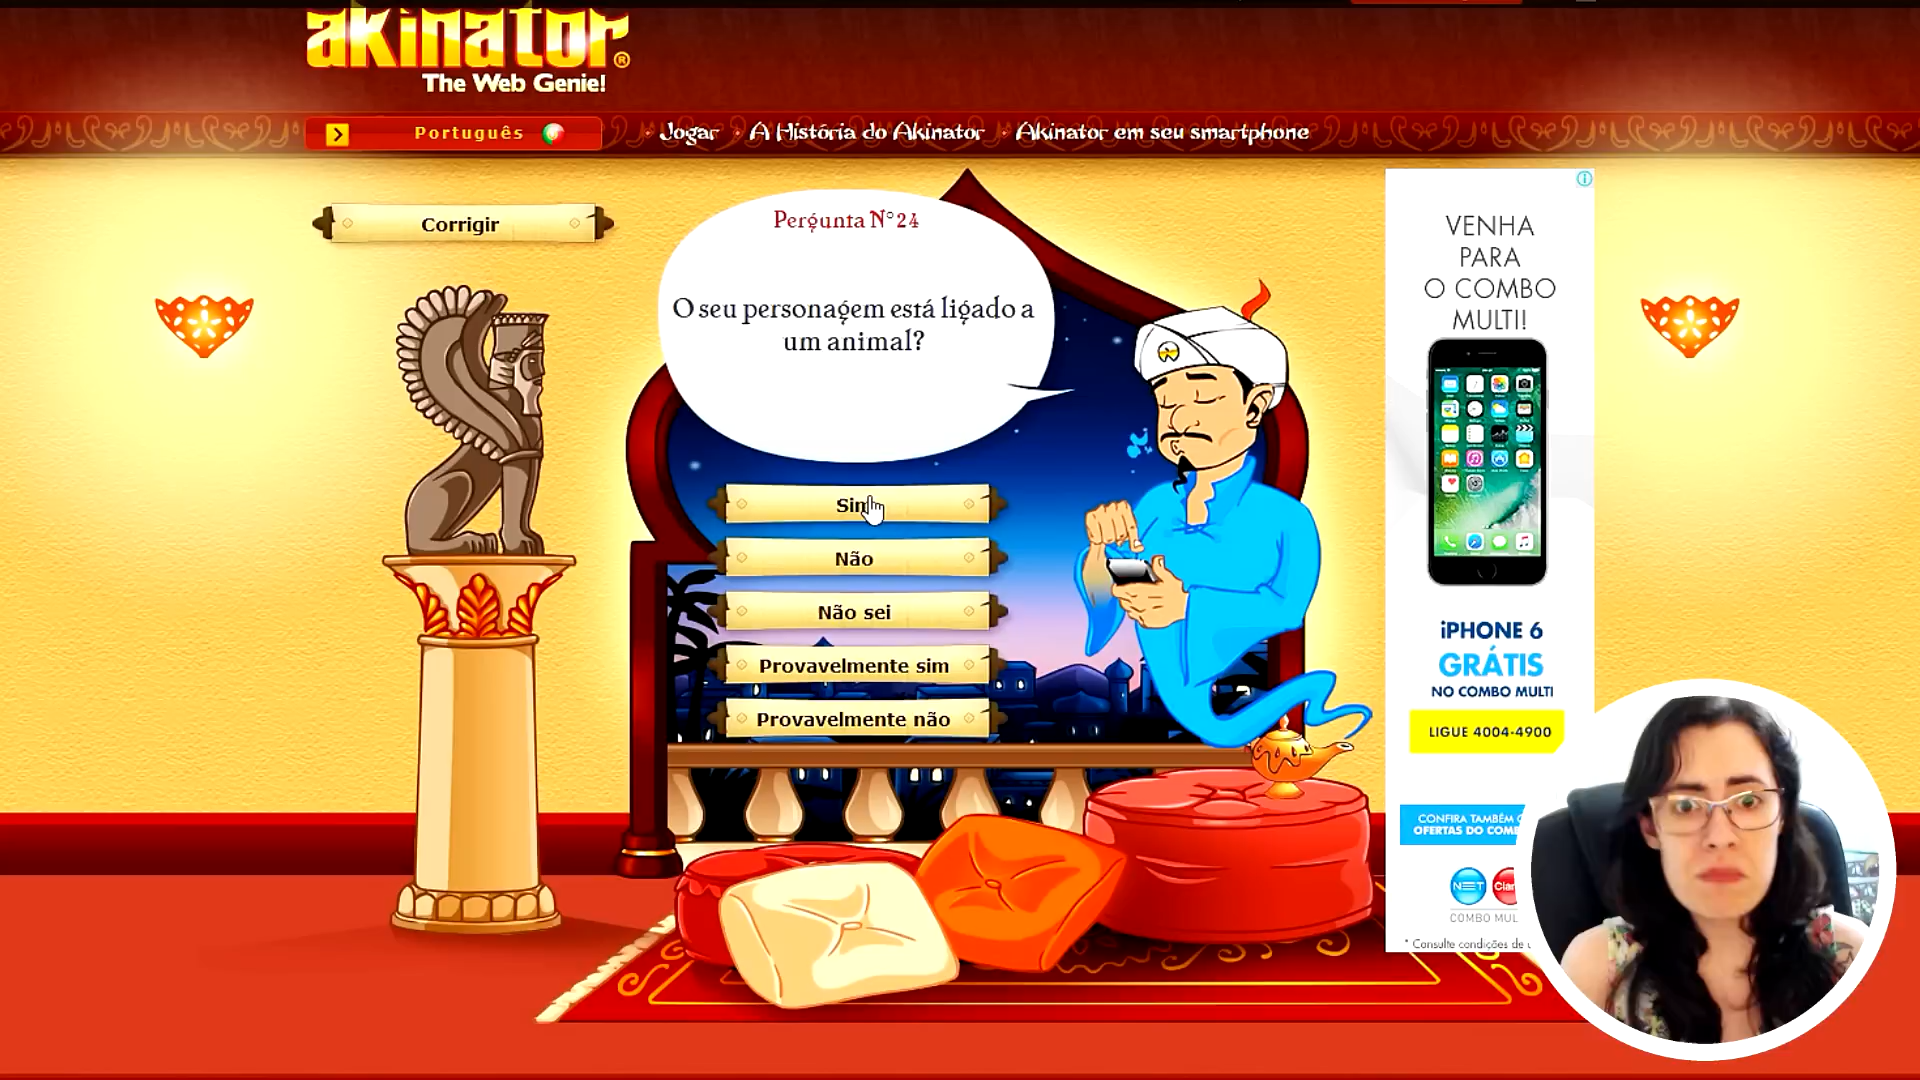 akinator®
The Web Genie!
Português
Jogar
A História do Akinator
Akinator em seu smartphone
Corrigir
Pergunta N°24
O seu personagem está ligado a
um animal?
Sim
Não
Não sei
Provavelmente sim
Provavelmente não
VENHA
PARA
O COMBO
MULTI!
iPHONE 6
GRÁTIS
NO COMBO MULTI
LIGUE 4004-4900
CONFIRA TAMBÉM
OFERTAS DO
NET
COMBO
* Consulte condições de